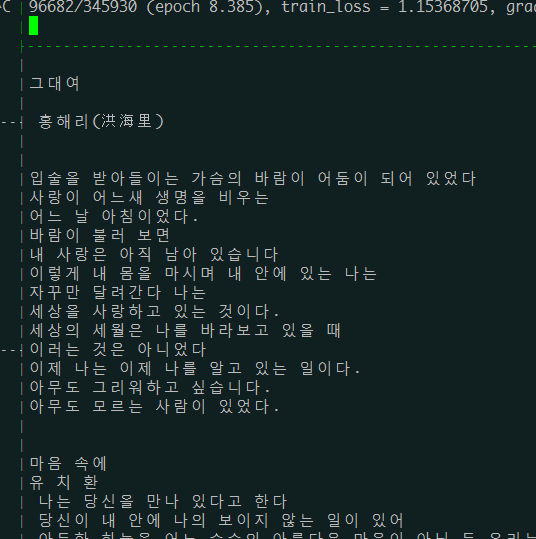 C 96682/345930 (epoch 8.385), train_loss = 1.15368705, grad
그대여
홍해리(洪海里)
입술을 받아들이는 가슴의 바람이 어둠이 되어 있었다
사랑이 어느새 생명을 비우는
어느 날 아침이었다.
바람이 불러 보면
내 사랑은 아직 남아 있습니다
이렇게 내 몸을 마시며 내 안에 있는 나는
자꾸만 달려간다 나는
세상을 사랑하고 있는 것이다.
세상의 세월은 나를 바라보고 있을 때
이러는 것은 아니었다
이제 나는 이제 나를 알고 있는 일이다.
아무도 그리워하고 싶습니다.
아무도 모르는 사람이 있었다.
마음 속에
유 치 환
나는 당신을 만나 있다고 한다
당신이 내 안에 나의 보이지 않는 일이 있어